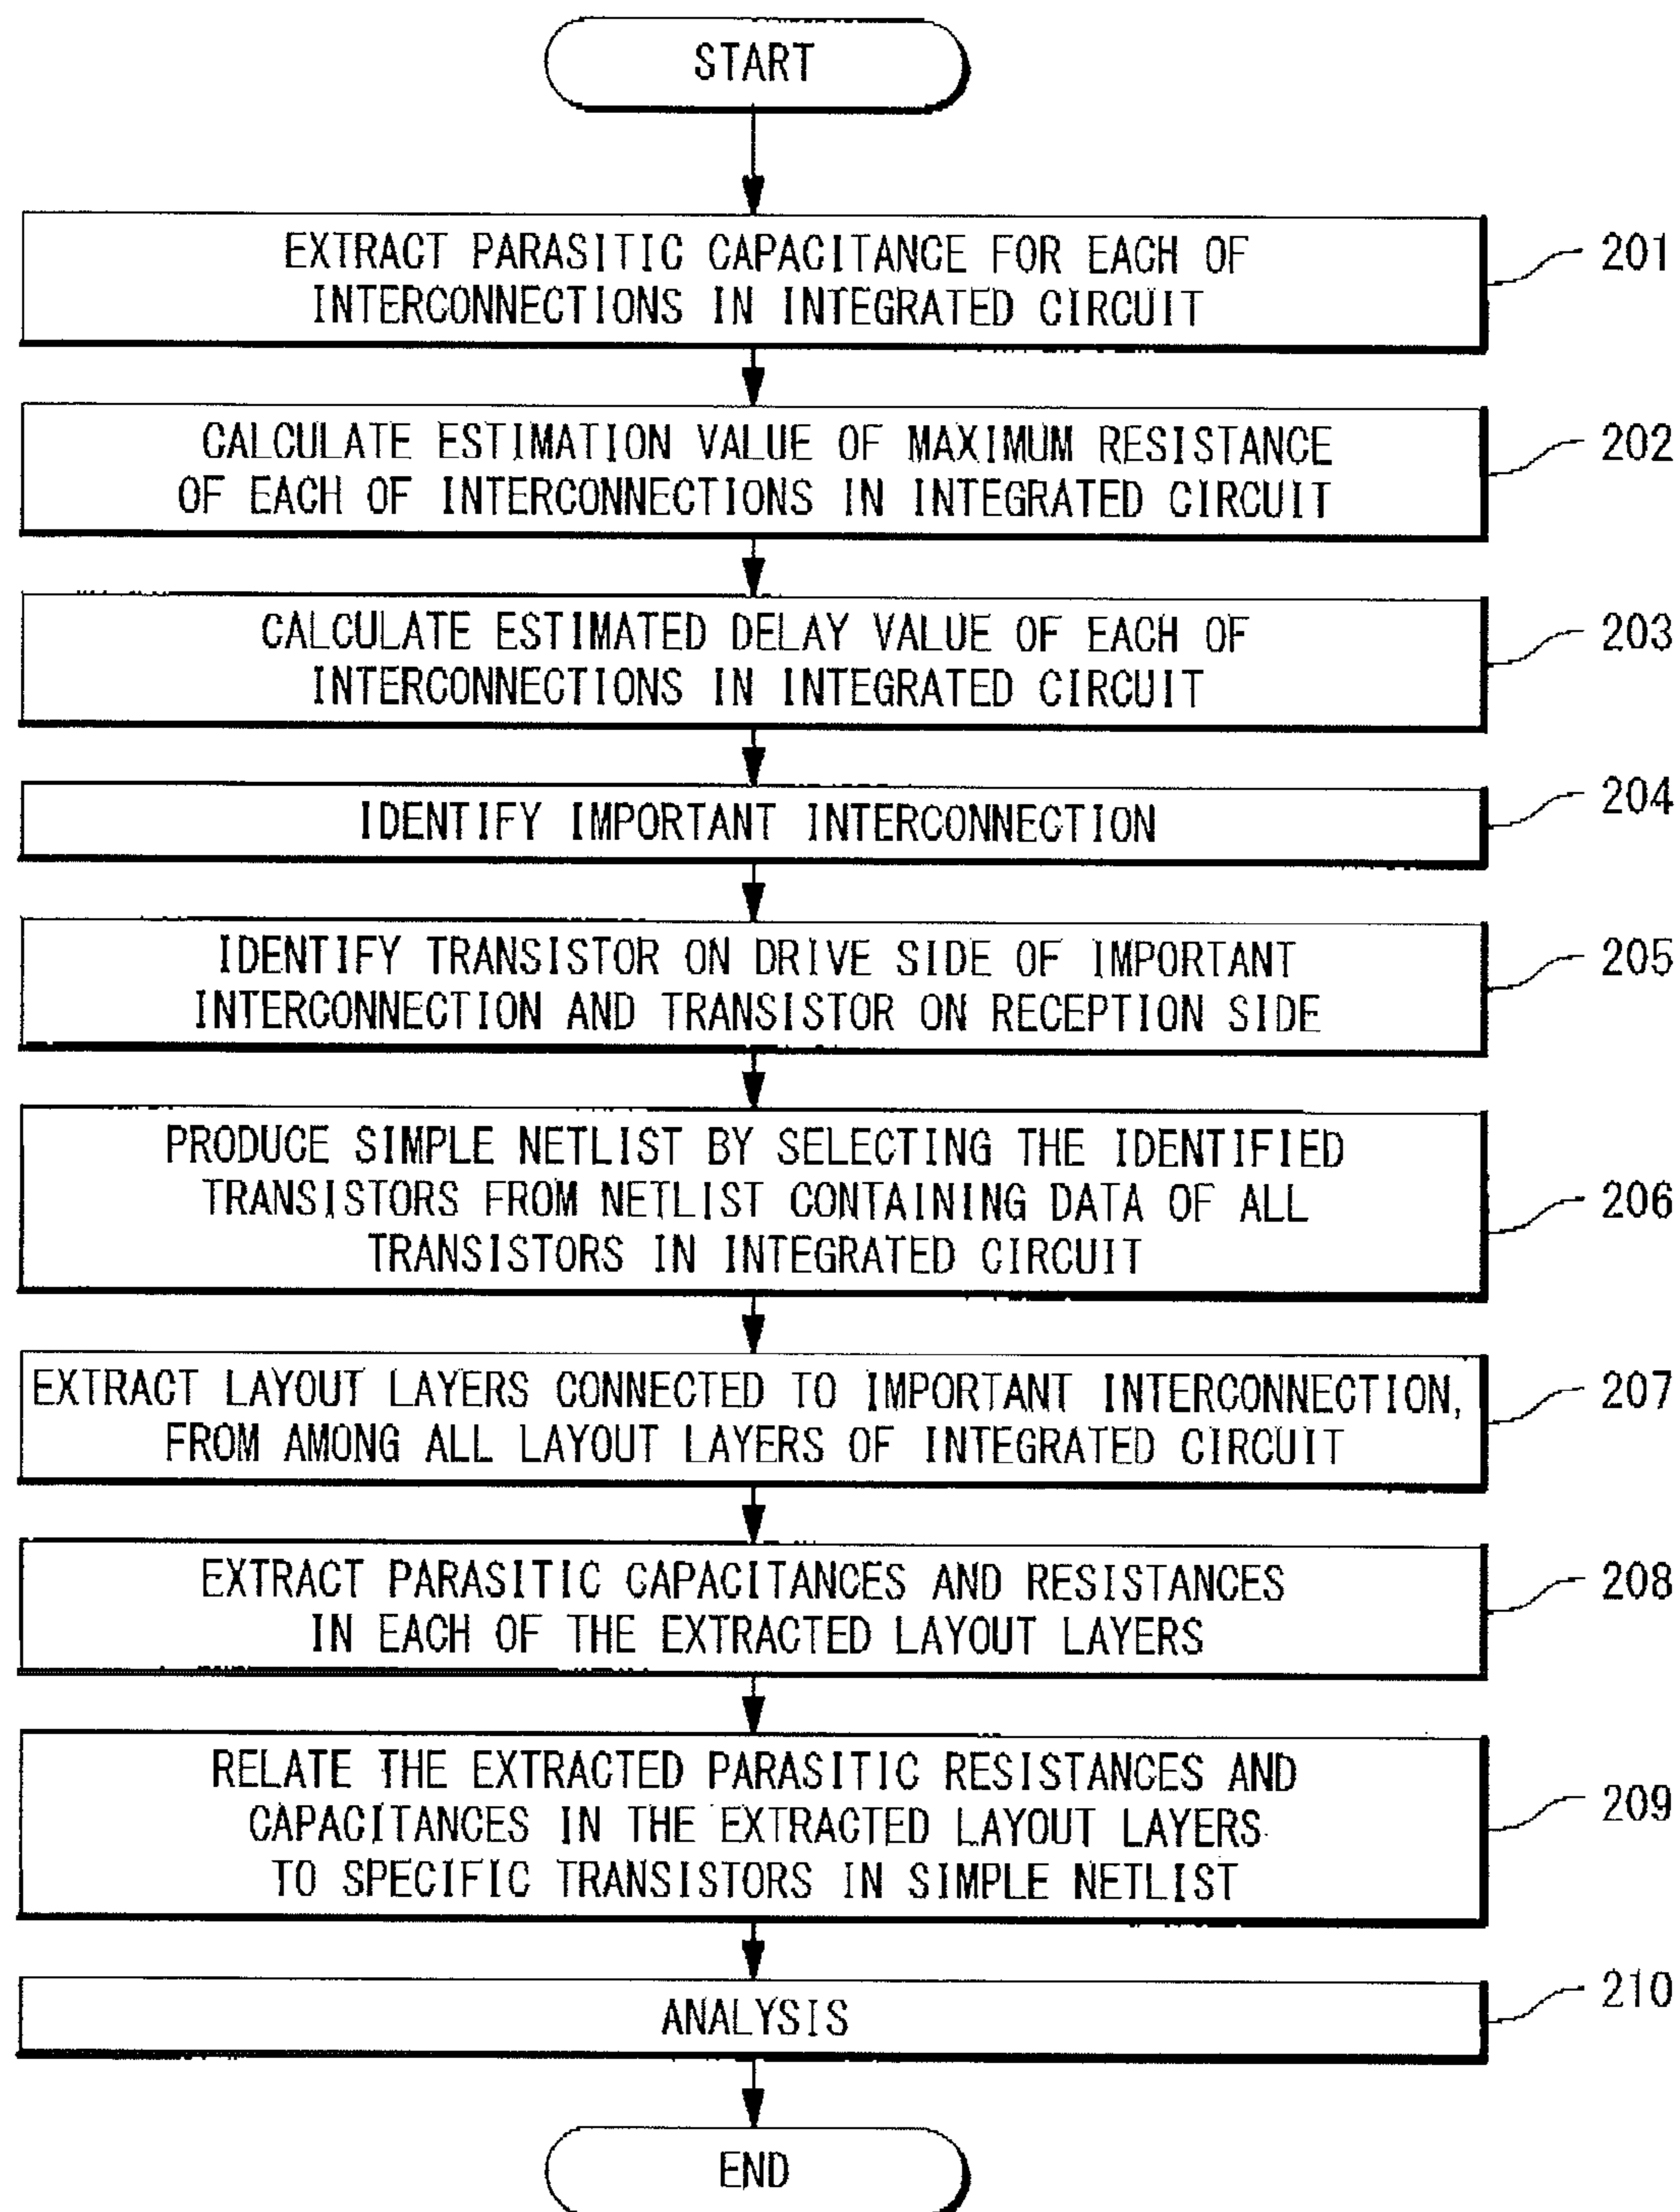 START
EXTRACT PARASITIC CAPACITANCE FOR EACH OF
INTERCONNECTIONS IN INTEGRATED CIRCUIT
201
CALCULATE ESTIMATION VALUE OF MAXIMUM RESISTANCE
OF EACH OF INTERCONNECTIONS IN INTEGRATED CIRCUIT
202
CALCULATE ESTIMATED DELAY VALUE OF EACH OF
INTERCONNECTIONS IN INTEGRATED CIRCUIT
203
IDENTIFY IMPORTANT INTERCONNECTION
204
IDENTIFY TRANSISTOR ON DRIVE SIDE OF IMPORTANT
INTERCONNECTION AND TRANSISTOR ON RECEPTION SIDE
205
PRODUCE SIMPLE NETLIST BY SELECTING THE IDENTIFIED
TRANSISTORS FROM NETLIST CONTAINING DATA OF ALL
TRANSISTORS IN INTEGRATED CIRCUIT
206
EXTRACT LAYOUT LAYERS CONNECTED TO IMPORTANT INTERCONNECTION,
FROM AMONG ALL LAYOUT LAYERS OF INTEGRATED CIRCUIT
207
EXTRACT PARASITIC CAPACITANCES AND RESISTANCES
IN EACH OF THE EXTRACTED LAYOUT LAYERS
208
RELATE THE EXTRACTED PARASITIC RESISTANCES AND
CAPACITANCES IN THE EXTRACTED LAYOUT LAYERS
TO SPECIFIC TRANSISTORS IN SIMPLE NETLIST
209
ANALYSIS
210
END